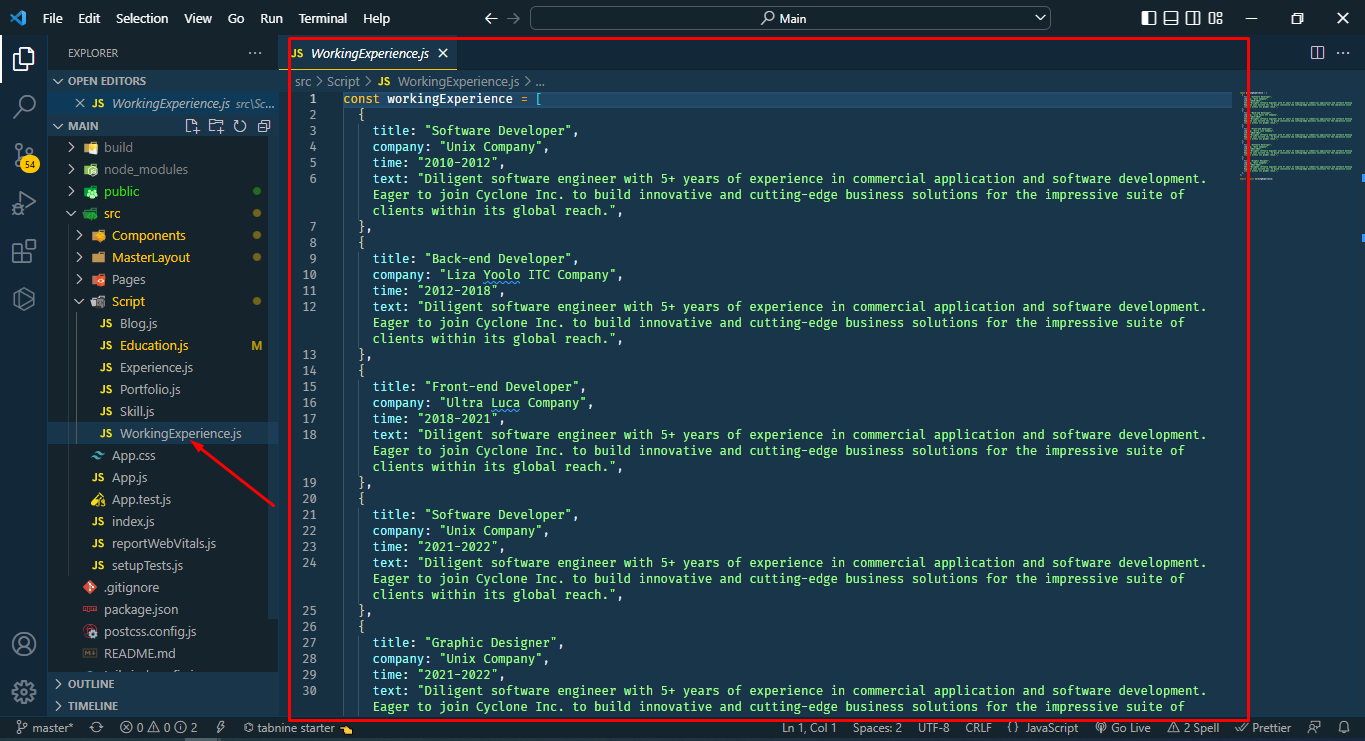 File Edit Selection View Go Run Terminal Help
Main
EXPLORER
OPEN EDITORS
JS WorkingExperience.js src\Sc...
MAIN
build
node_modules
public
src
Components
MasterLayout
Pages
Script
JS Blog.js
JS Education.js M
JS Experience.js
JS Portfolio.js
JS Skill.js
JS WorkingExperience.js
App.css
JS App.js
App.test.js
JS index.js
JS reportWebVitals.js
JS setupTests.js
.gitignore
package.json
postcss.config.js
README.md
OUTLINE
TIMELINE
54
JS WorkingExperience.js
src > Script > JS WorkingExperience.js > ...
1 const workingExperience = [
2 {
3 title: "Software Developer",
4 company: "Unix Company",
5 time: "2010-2012",
6 text: "Diligent software engineer with 5+ years of experience in commercial application and software development.
Eager to join Cyclone Inc. to build innovative and cutting-edge business solutions for the impressive suite of
clients within its global reach.",
7 },
8 {
9 title: "Back-end Developer",
10 company: "Liza Yoolo ITC Company",
11 time: "2012-2018",
12 text: "Diligent software engineer with 5+ years of experience in commercial application and software development.
Eager to join Cyclone Inc. to build innovative and cutting-edge business solutions for the impressive suite of
clients within its global reach.",
13 },
14 {
15 title: "Front-end Developer",
16 company: "Ultra Luca Company",
17 time: "2018-2021",
18 text: "Diligent software engineer with 5+ years of experience in commercial application and software development.
Eager to join Cyclone Inc. to build innovative and cutting-edge business solutions for the impressive suite of
clients within its global reach.",
19 },
20 {
21 title: "Software Developer",
22 company: "Unix Company",
23 time: "2021-2022",
24 text: "Diligent software engineer with 5+ years of experience in commercial application and software development.
Eager to join Cyclone Inc. to build innovative and cutting-edge business solutions for the impressive suite of
clients within its global reach.",
25 },
26 {
27 title: "Graphic Designer",
28 company: "Unix Company",
29 time: "2021-2022",
30 text: "Diligent software engineer with 5+ years of experience in commercial application and software development.
Eager to join Cyclone Inc. to build innovative and cutting-edge business solutions for the impressive suite of
master* 0 0 2 tabnine starter Ln 1, Col 1 Spaces: 2 UTF-8 CRLF {} JavaScript Go Live 2 Spell Prettier